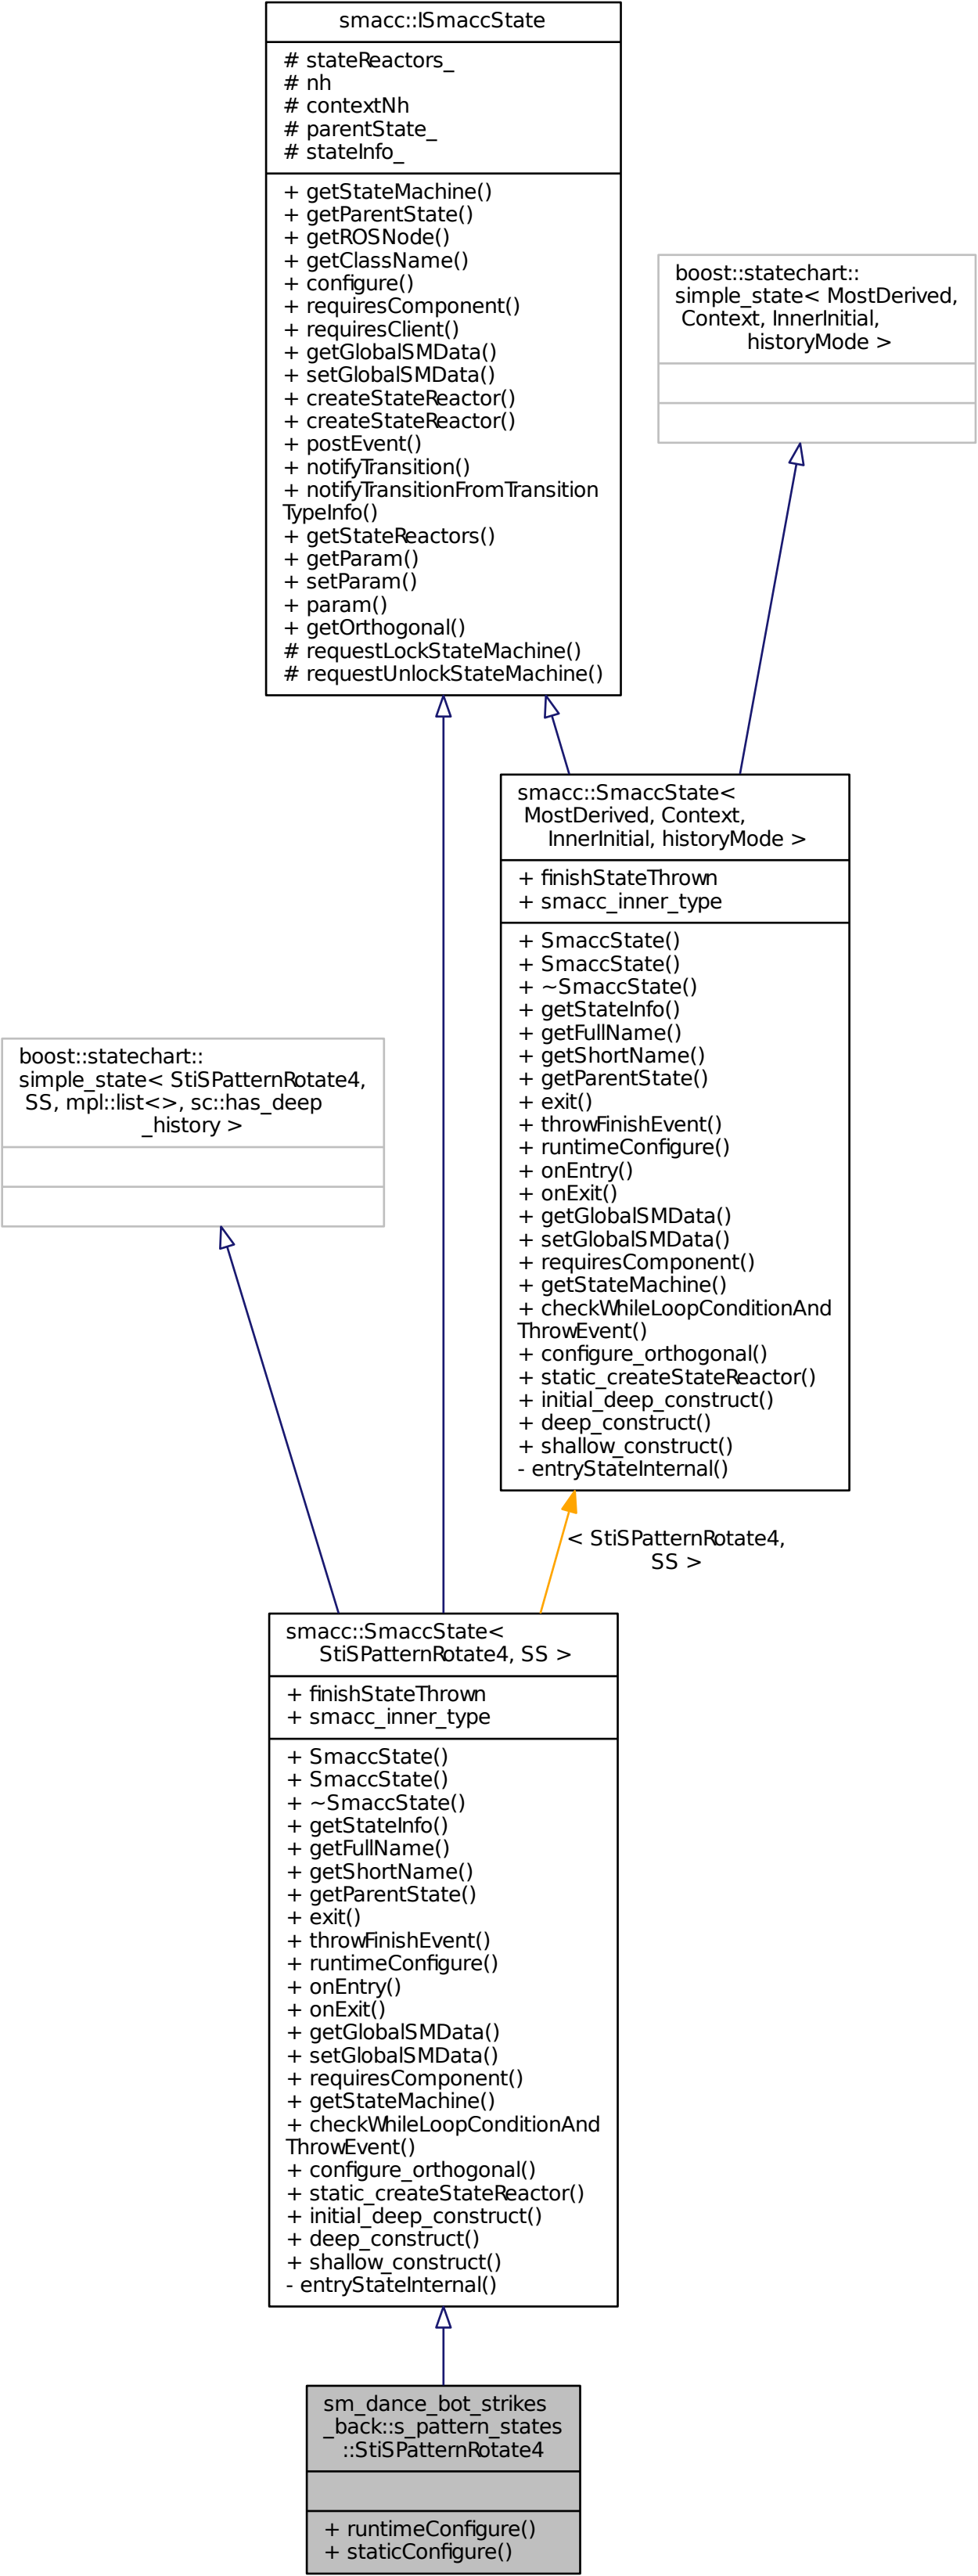 smacc::ISmaccState
# stateReactors_
# nh
# contextNh
# parentState_
# stateInfo_
+ getStateMachine()
+ getParentState()
+ getROSNode()
+ getClassName()
+ configure()
+ requiresComponent()
+ requiresClient()
+ getGlobalSMData()
+ setGlobalSMData()
+ createStateReactor()
+ createStateReactor()
+ postEvent()
+ notifyTransition()
+ notifyTransitionFromTransition
TypeInfo()
+ getStateReactors()
+ getParam()
+ setParam()
+ param()
+ getOrthogonal()
# requestLockStateMachine()
# requestUnlockStateMachine()
boost::statechart::
simple_state< MostDerived,
Context, InnerInitial,
historyMode >
smacc::SmaccState<
MostDerived, Context,
InnerInitial, historyMode >
+ finishStateThrown
+ smacc_inner_type
+ SmaccState()
+ SmaccState()
+ ~SmaccState()
+ getStateInfo()
+ getFullName()
+ getShortName()
+ getParentState()
+ exit()
+ throwFinishEvent()
+ runtimeConfigure()
+ onEntry()
+ onExit()
+ getGlobalSMData()
+ setGlobalSMData()
+ requiresComponent()
+ getStateMachine()
+ checkWhileLoopConditionAnd
ThrowEvent()
+ configure_orthogonal()
+ static_createStateReactor()
+ initial_deep_construct()
+ deep_construct()
+ shallow_construct()
- entryStateInternal()
boost::statechart::
simple_state< StiSPatternRotate4,
SS, mpl::list<>, sc::has_deep
_history >
< StiSPatternRotate4,
SS >
smacc::SmaccState<
StiSPatternRotate4, SS >
+ finishStateThrown
+ smacc_inner_type
+ SmaccState()
+ SmaccState()
+ ~SmaccState()
+ getStateInfo()
+ getFullName()
+ getShortName()
+ getParentState()
+ exit()
+ throwFinishEvent()
+ runtimeConfigure()
+ onEntry()
+ onExit()
+ getGlobalSMData()
+ setGlobalSMData()
+ requiresComponent()
+ getStateMachine()
+ checkWhileLoopConditionAnd
ThrowEvent()
+ configure_orthogonal()
+ static_createStateReactor()
+ initial_deep_construct()
+ deep_construct()
+ shallow_construct()
- entryStateInternal()
sm_dance_bot_strikes
_back::s_pattern_states
::StiSPatternRotate4
+ runtimeConfigure()
+ staticConfigure()